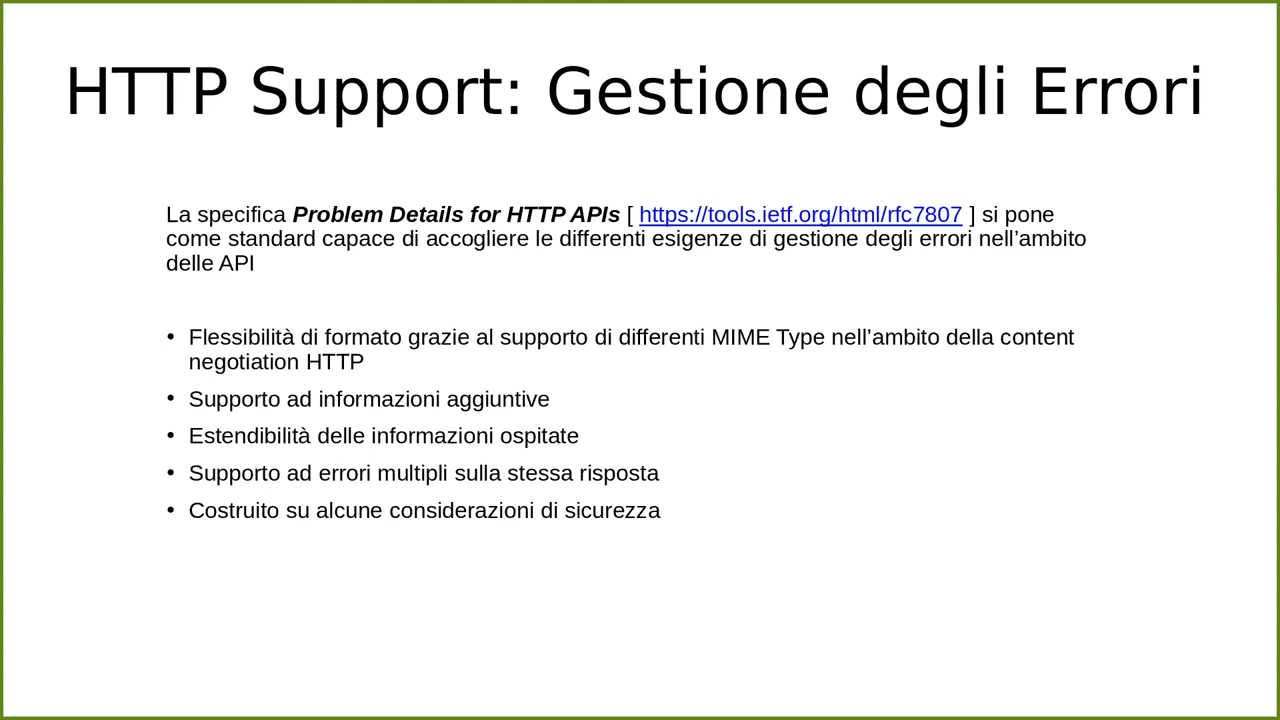 HTTP Support: Gestione degli Errori
La specifica Problem Details for HTTP APIs [ https://tools.ietf.org/html/rfc7807 ] si pone
come standard capace di accogliere le differenti esigenze di gestione degli errori nell’ambito
delle API
• Flessibilità di formato grazie al supporto di differenti MIME Type nell’ambito della content
negotiation HTTP
• Supporto ad informazioni aggiuntive
• Estendibilità delle informazioni ospitate
• Supporto ad errori multipli sulla stessa risposta
• Costruito su alcune considerazioni di sicurezza